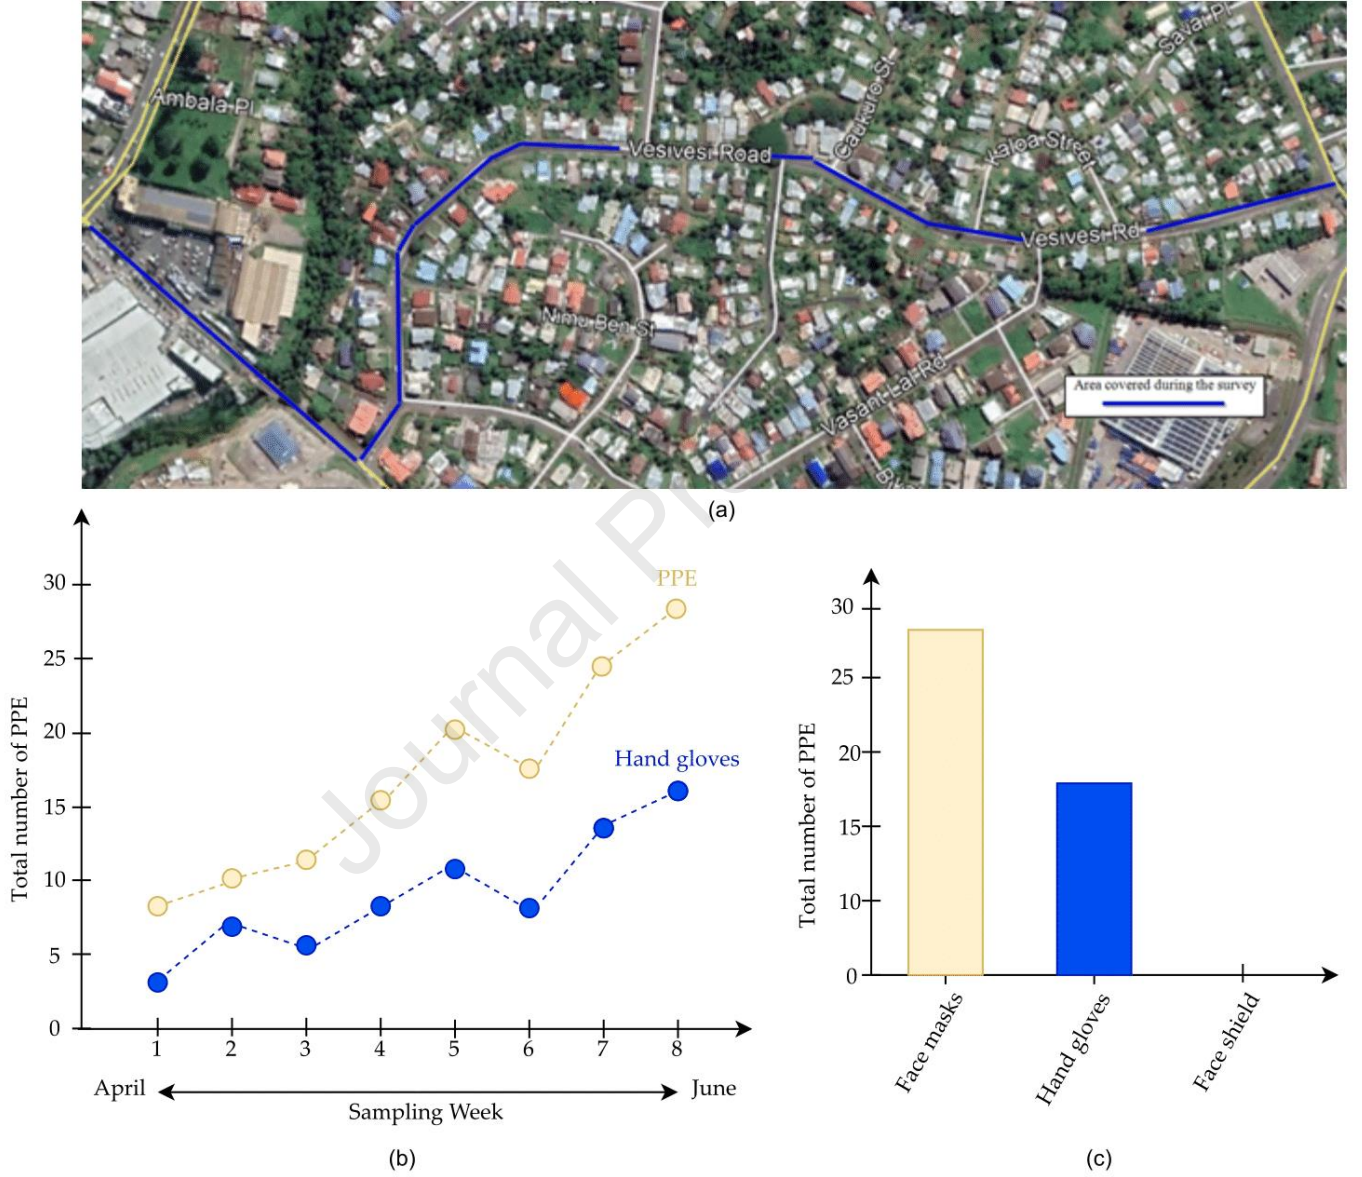 Ambala Pl
Savai Pl
Caukuro St
Kaloa Street
Vesivesi Road
Vesivesi Rd
Nimu Ben St
Vasant Lal Rd
Area covered during the survey
(a)
Journal Pr
30
25
20
15
10
5
0
Total number of PPE
PPE
Hand gloves
1 2 3 4 5 6 7 8
April
June
Sampling Week
(b)
30
25
20
15
10
0
Total number of PPE
Face masks
Hand gloves
Face shield
(c)